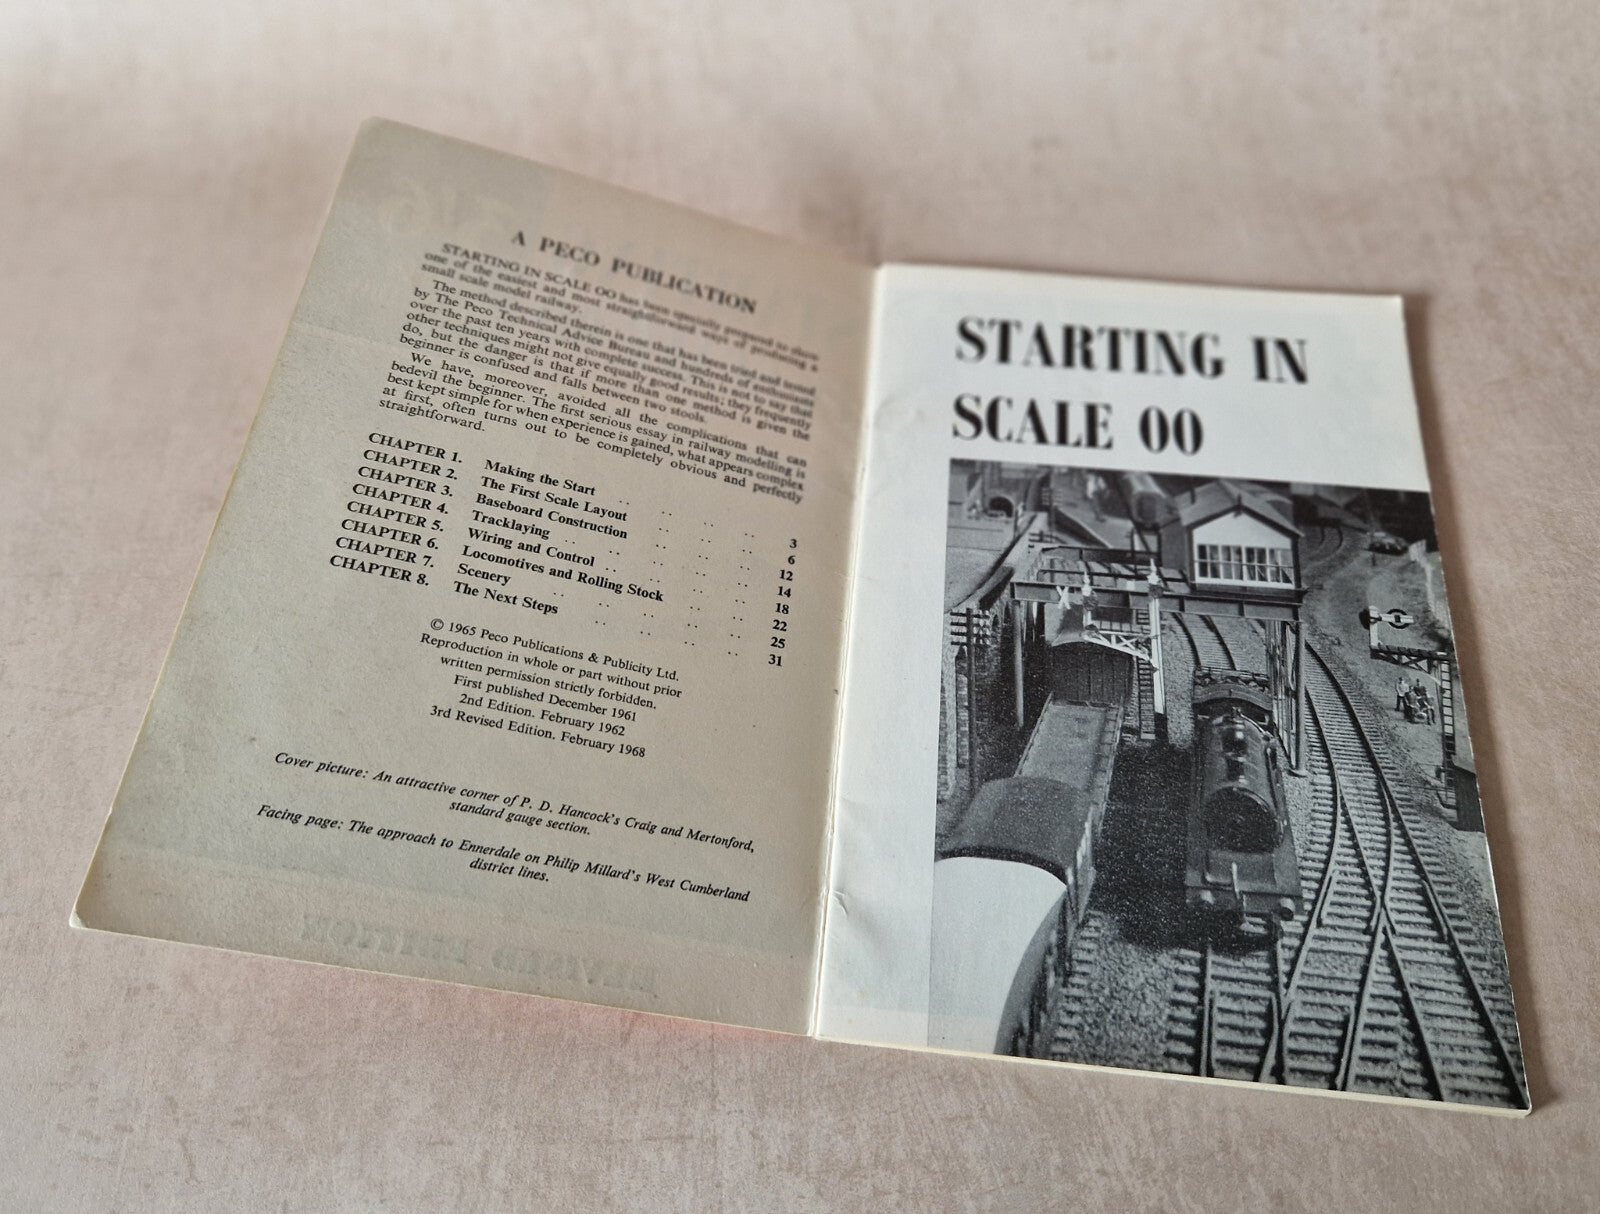 A PECO PUBLICATION
STARTING IN SCALE OO has been specially prepared to show
one of the easiest and most straightforward ways of producing a
small scale model railway.
The method described therein is one that has been tried and tested
by The Peco Technical Advice Bureau and hundreds of enthusiasts
over the past ten years with complete success. This is not to say that
other techniques might not give equally good results; they frequently
do, but the danger is that if more than one method is given the
beginner is confused and falls between two stools.
We have, moreover, avoided all the complications that can
bedevil the beginner. The first serious essay in railway modelling is
best kept simple for when experience is gained, what appears complex
at first, often turns out to be completely obvious and perfectly
straightforward.
CHAPTER 1. Making the Start .. .. .. .. 3
CHAPTER 2. The First Scale Layout .. .. .. 6
CHAPTER 3. Baseboard Construction .. .. .. 12
CHAPTER 4. Tracklaying .. .. .. .. .. 14
CHAPTER 5. Wiring and Control .. .. .. .. 18
CHAPTER 6. Locomotives and Rolling Stock .. .. 22
CHAPTER 7. Scenery .. .. .. .. .. 25
CHAPTER 8. The Next Steps .. .. .. .. 31
© 1965 Peco Publications & Publicity Ltd.
Reproduction in whole or part without prior
written permission strictly forbidden.
First published December 1961
2nd Edition. February 1962
3rd Revised Edition. February 1968
Cover picture: An attractive corner of P. D. Hancock's Craig and Mertonford,
standard gauge section.
Facing page: The approach to Ennerdale on Philip Millard's West Cumberland
district lines.
REVISED EDITION
STARTING IN
SCALE OO